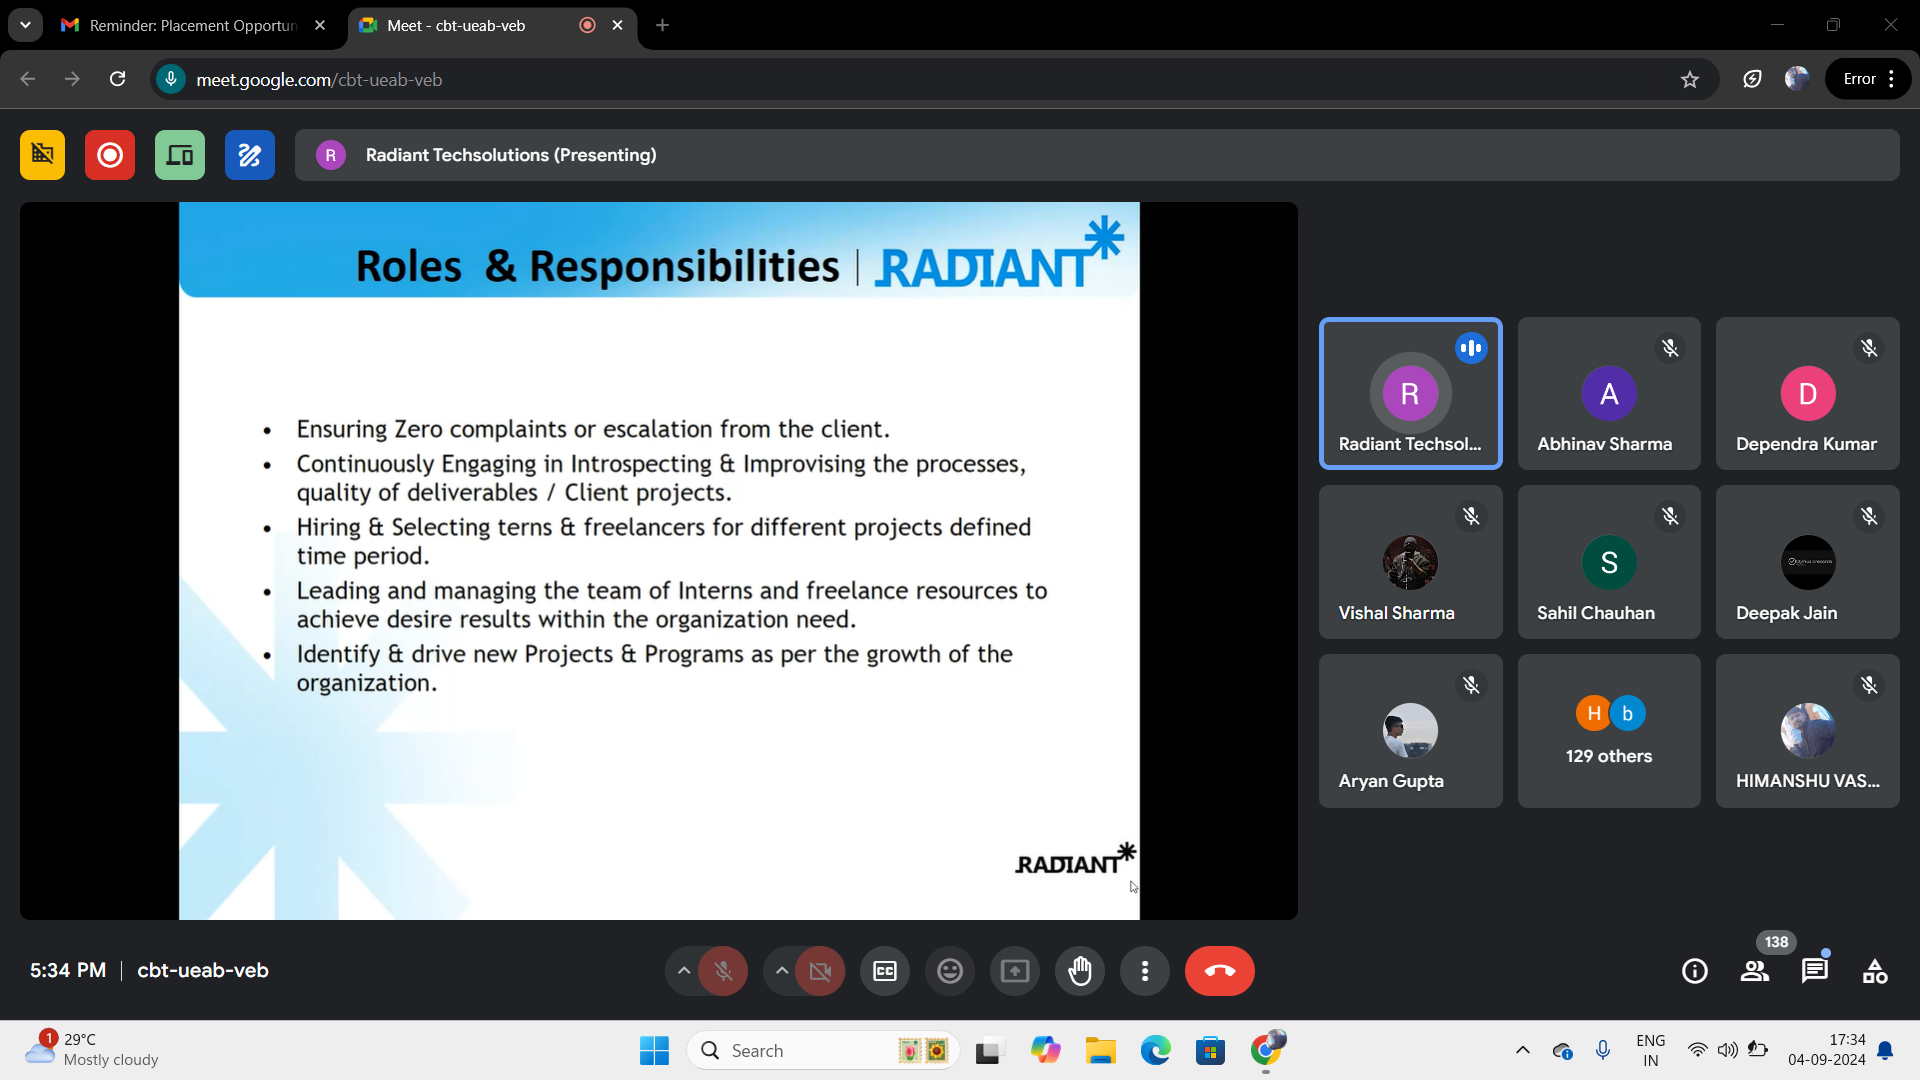 Reminder: Placement Opportun
Meet - cbt-ueab-veb
meet.google.com/cbt-ueab-veb
Error
R
Radiant Techsolutions (Presenting)
Roles & Responsibilities | RADIANT
• Ensuring Zero complaints or escalation from the client.
• Continuously Engaging in Introspecting & Improvising the processes,
quality of deliverables / Client projects.
• Hiring & Selecting terns & freelancers for different projects defined
time period.
• Leading and managing the team of Interns and freelance resources to
achieve desire results within the organization need.
• Identify & drive new Projects & Programs as per the growth of the
organization.
RADIANT
R
Radiant Techsol...
A
Abhinav Sharma
D
Dependra Kumar
Vishal Sharma
S
Sahil Chauhan
Deepak Jain
Aryan Gupta
H b
129 others
HIMANSHU VAS...
5:34 PM | cbt-ueab-veb
CC
138
1
29°C
Mostly cloudy
Search
ENG
IN
17:34
04-09-2024